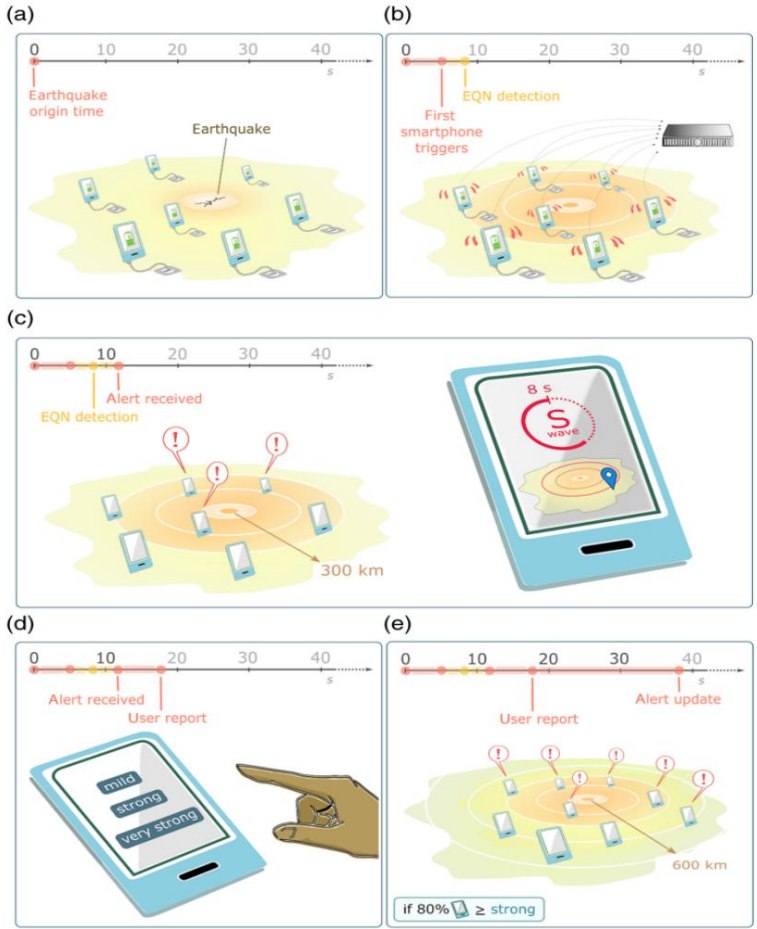 (a)
0 10 20 30 40
s
Earthquake
origin time
Earthquake
(b)
0 10 20 30 40
s
EQN detection
First
smartphone
triggers
(c)
0 10 20 30 40
s
Alert received
EQN detection
! ! !
300 km
8 s
S
wave
(d)
0 10 20 30 40
s
Alert received
User report
mild
strong
very strong
(e)
0 10 20 30 40
s
User report
Alert update
! ! ! ! ! !
600 km
if 80% ≥ strong